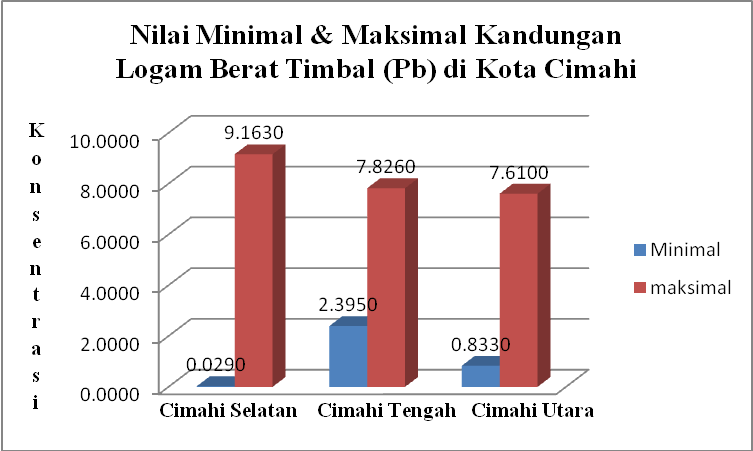 Nilai Minimal & Maksimal Kandungan
Logam Berat Timbal (Pb) di Kota Cimahi
Konsentrasi
10.0000
8.0000
6.0000
4.0000
2.0000
0.0000
9.1630
7.8260
7.6100
2.3950
0.8330
0.0290
Cimahi Selatan
Cimahi Tengah
Cimahi Utara
Minimal
maksimal